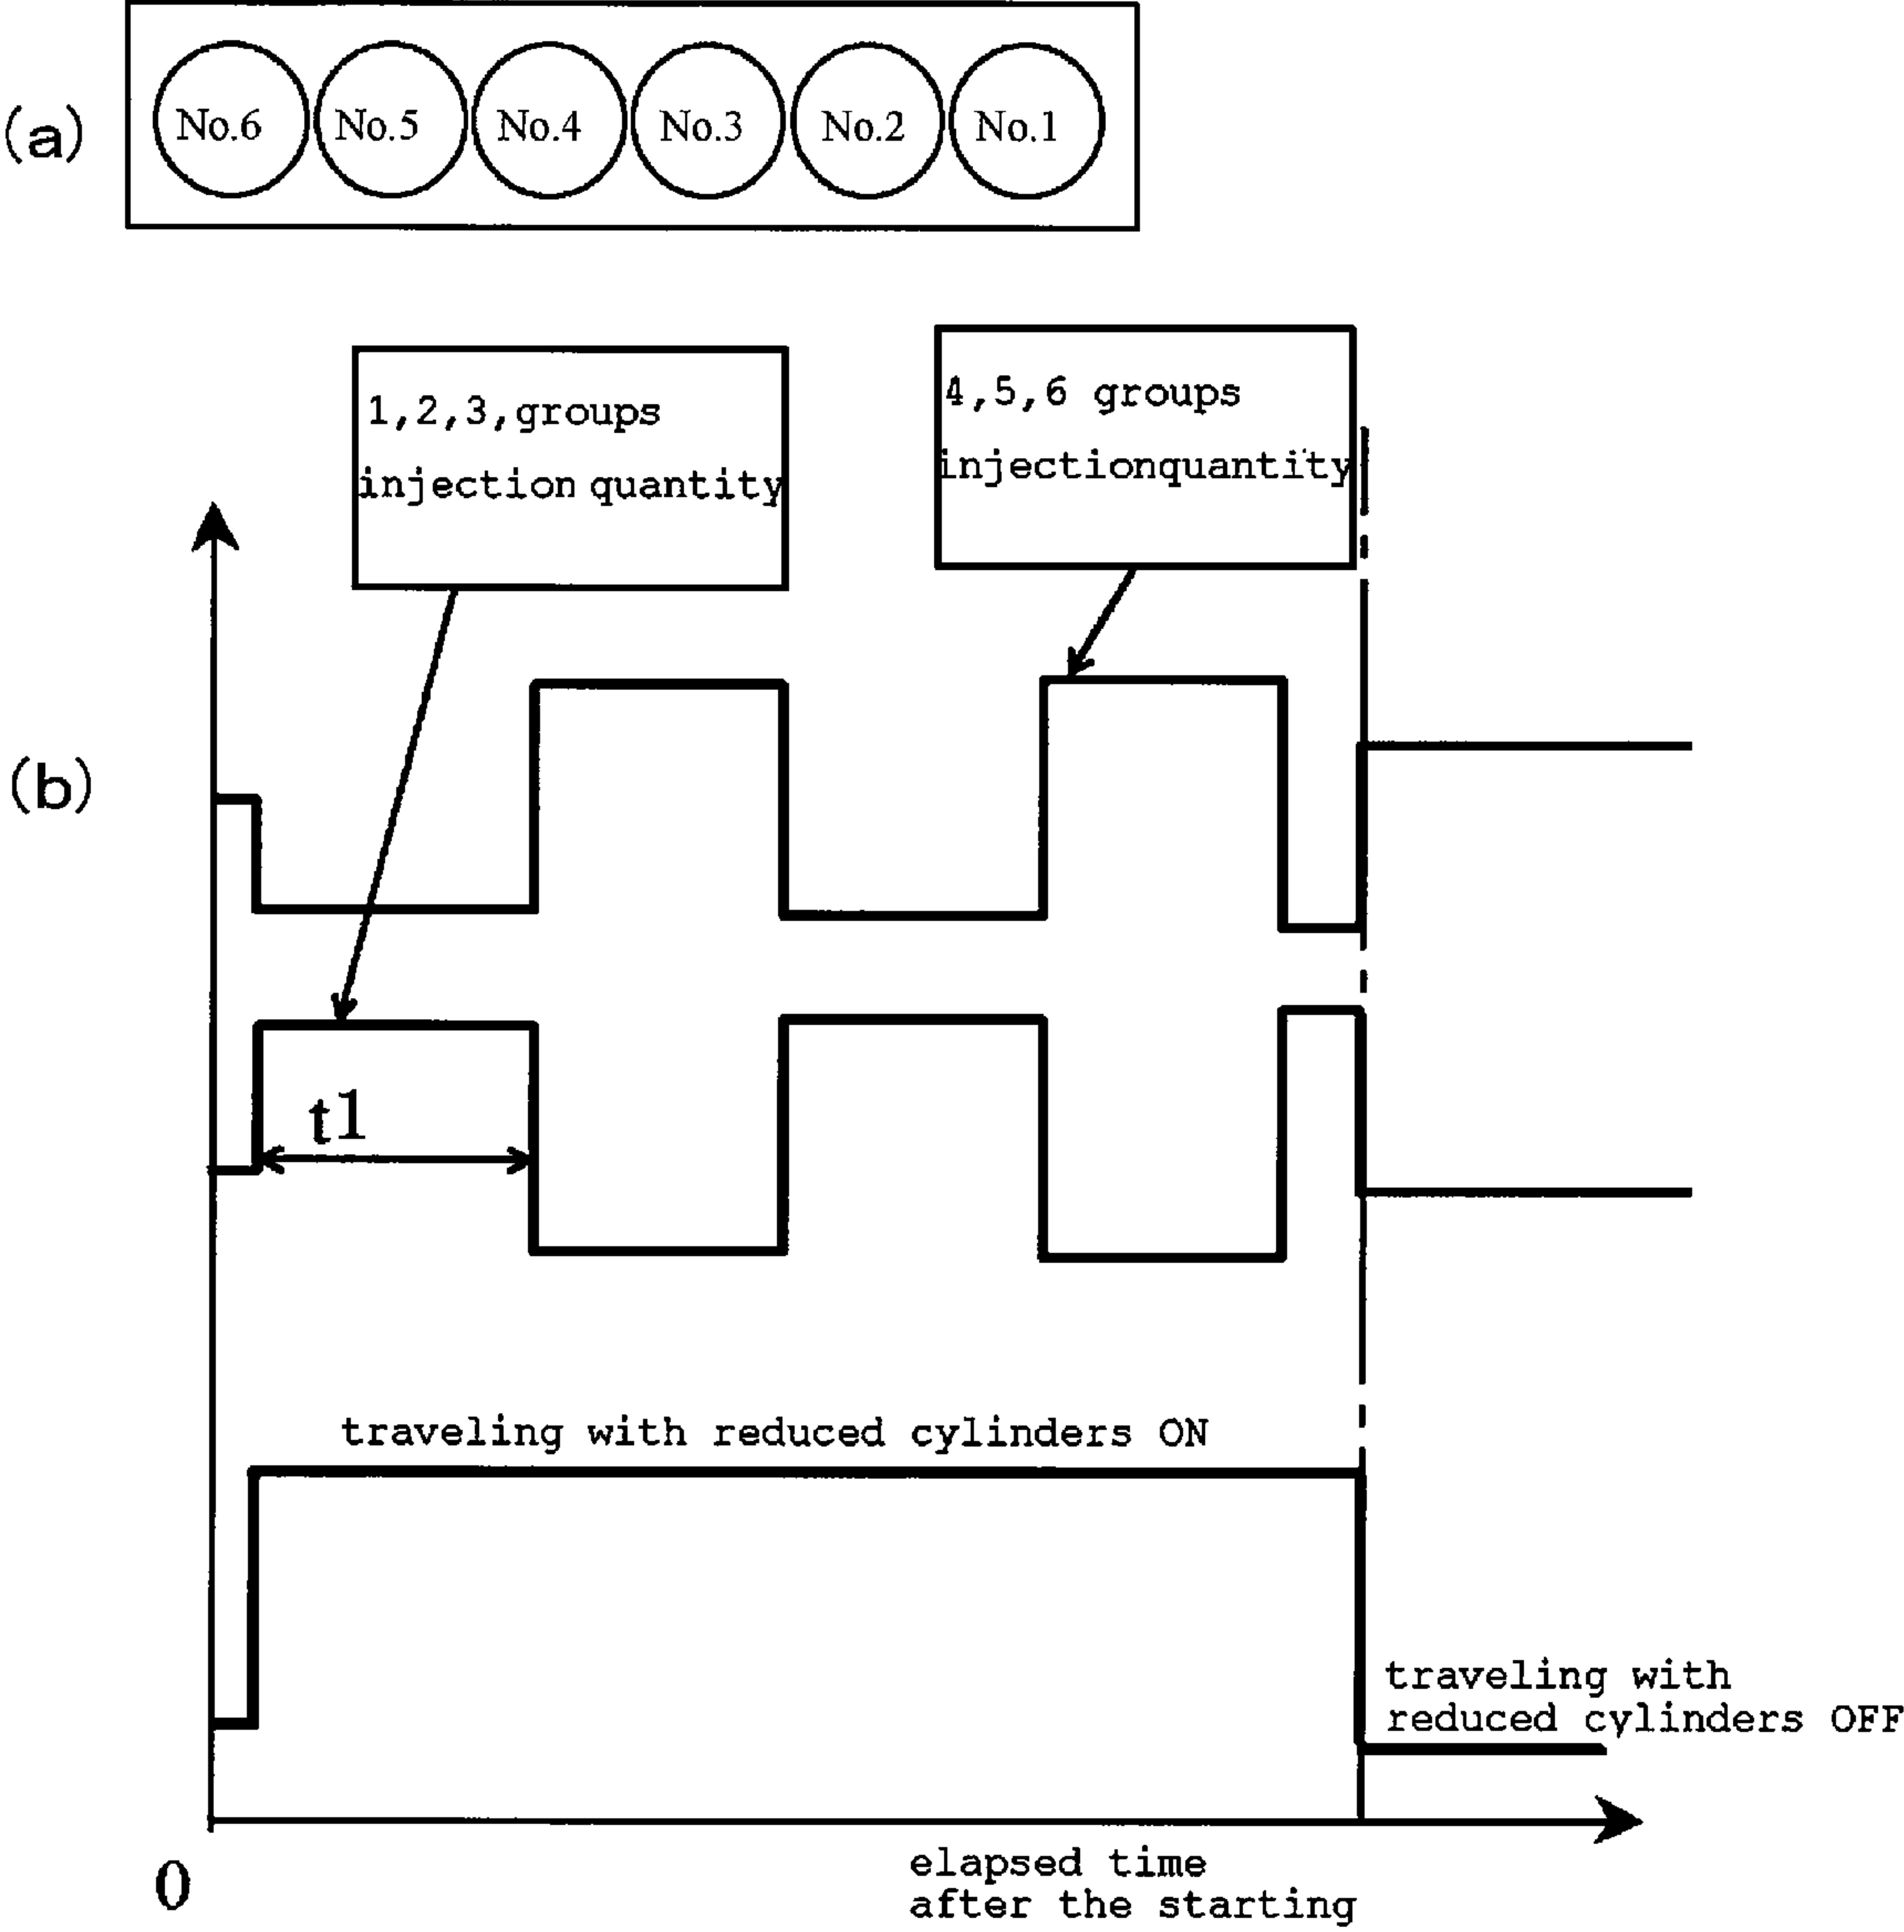 (a)
No.6 No.5 No.4 No.3 No.2 No.1
1,2,3,groups
injection quantity
4,5,6 groups
injectionquantity
(b)
t1
traveling with reduced cylinders ON
traveling with
reduced cylinders OFF
0
elapsed time
after the starting